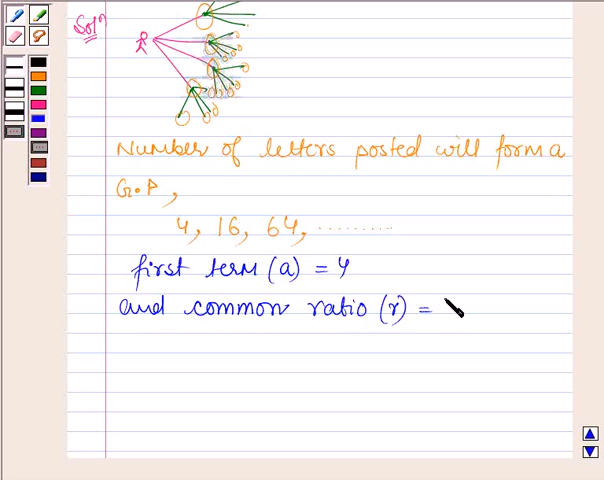 Solⁿ
Number of letters posted will form a
G.P,
4, 16, 64, ..........
first term (a) = 4
and common ratio (r) =